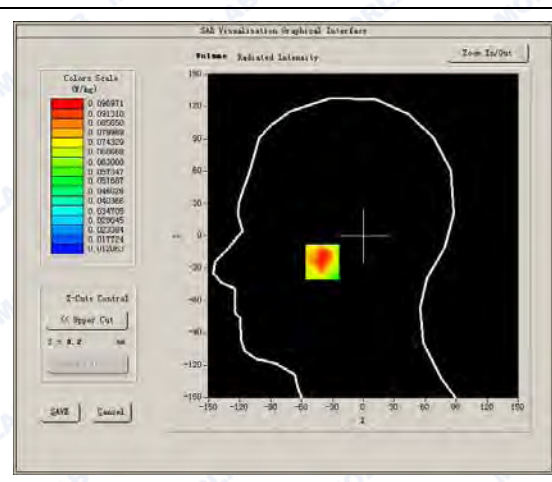 SAR Visualisation Graphical Interface
Volume Radiated Intensity
Zoom In/Out
Colors Scale
(W/kg)
0.096971
0.091310
0.085650
0.079989
0.074329
0.068668
0.063008
0.057347
0.051687
0.046026
0.040366
0.034705
0.029045
0.023384
0.017724
0.012063
150
120
90
60
30
0
-30
-60
-90
-120
-150
-150 -120 -90 -60 -30 0 30 60 90 120 150
X
Z-Cuts Control
<< Upper Cut
Z = 0.0 mm
SAVE Cancel